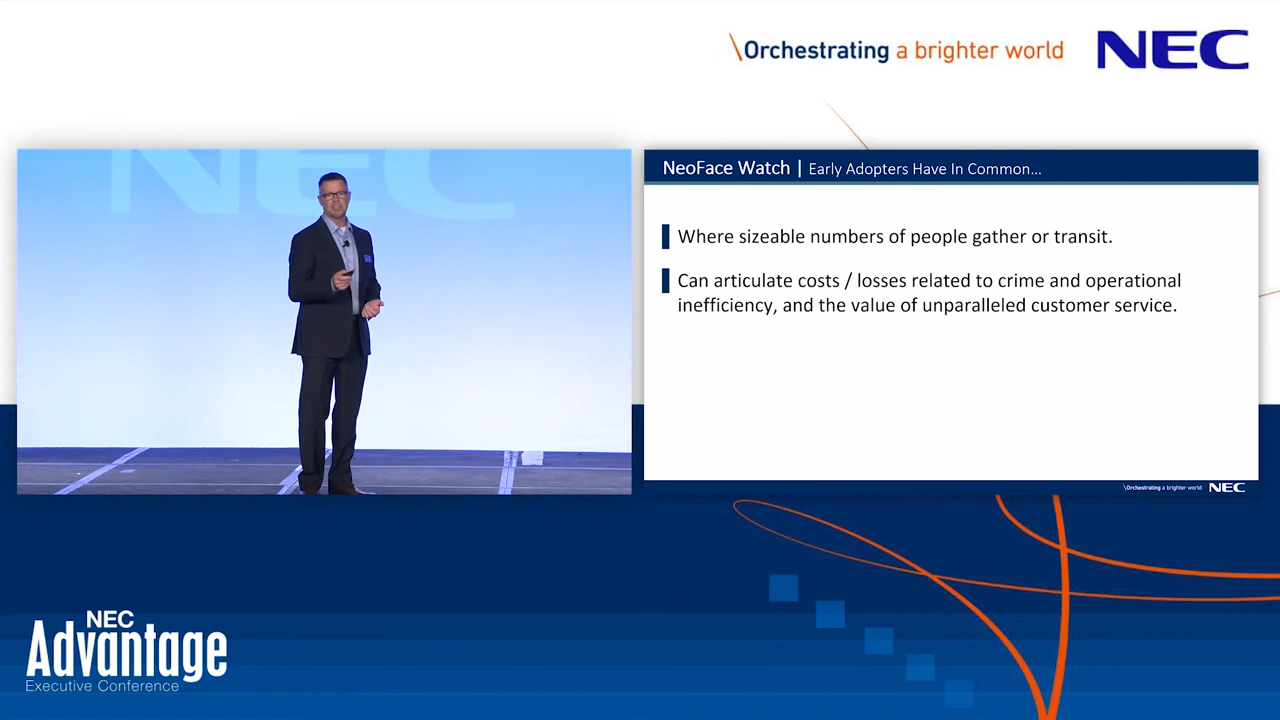 \Orchestrating a brighter world NEC
NEC
NeoFace Watch | Early Adopters Have In Common...
Where sizeable numbers of people gather or transit.
Can articulate costs / losses related to crime and operational
inefficiency, and the value of unparalleled customer service.
\Orchestrating a brighter world NEC
NEC
Advantage
Executive Conference